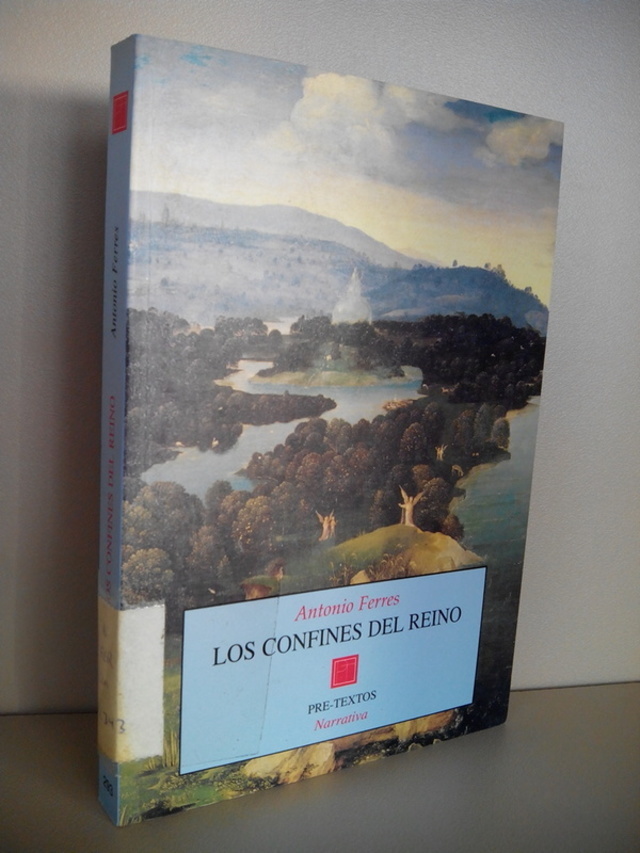 Antonio Ferres
LOS CONFINES DEL REINO
PRE-TEXTOS
Narrativa
Antonio Ferres
LOS CONFINES DEL REINO